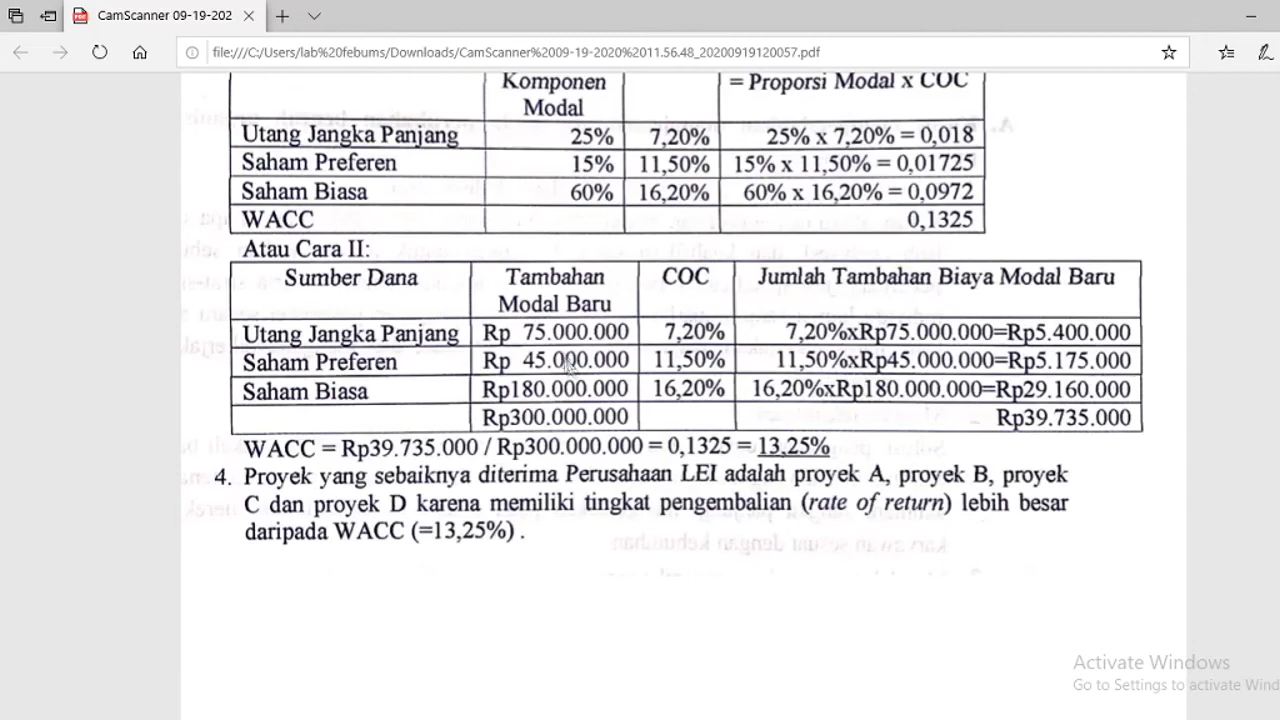 CamScanner 09-19-202
file:///C:/Users/lab%20febums/Downloads/CamScanner%2009-19-2020%2011.56.48_20200919120057.pdf
Komponen Modal = Proporsi Modal x COC
Utang Jangka Panjang 25% 7,20% 25% x 7,20% = 0,018
Saham Preferen 15% 11,50% 15% x 11,50% = 0,01725
Saham Biasa 60% 16,20% 60% x 16,20% = 0,0972
WACC 0,1325
Atau Cara II:
Sumber Dana Tambahan Modal Baru COC Jumlah Tambahan Biaya Modal Baru
Utang Jangka Panjang Rp 75.000.000 7,20% 7,20%xRp75.000.000=Rp5.400.000
Saham Preferen Rp 45.000.000 11,50% 11,50%xRp45.000.000=Rp5.175.000
Saham Biasa Rp180.000.000 16,20% 16,20%xRp180.000.000=Rp29.160.000
Rp300.000.000 Rp39.735.000
WACC = Rp39.735.000 / Rp300.000.000 = 0,1325 = 13,25%
4. Proyek yang sebaiknya diterima Perusahaan LEI adalah proyek A, proyek B, proyek
C dan proyek D karena memiliki tingkat pengembalian (rate of return) lebih besar
daripada WACC (=13,25%) .
Activate Windows
Go to Settings to activate Wind